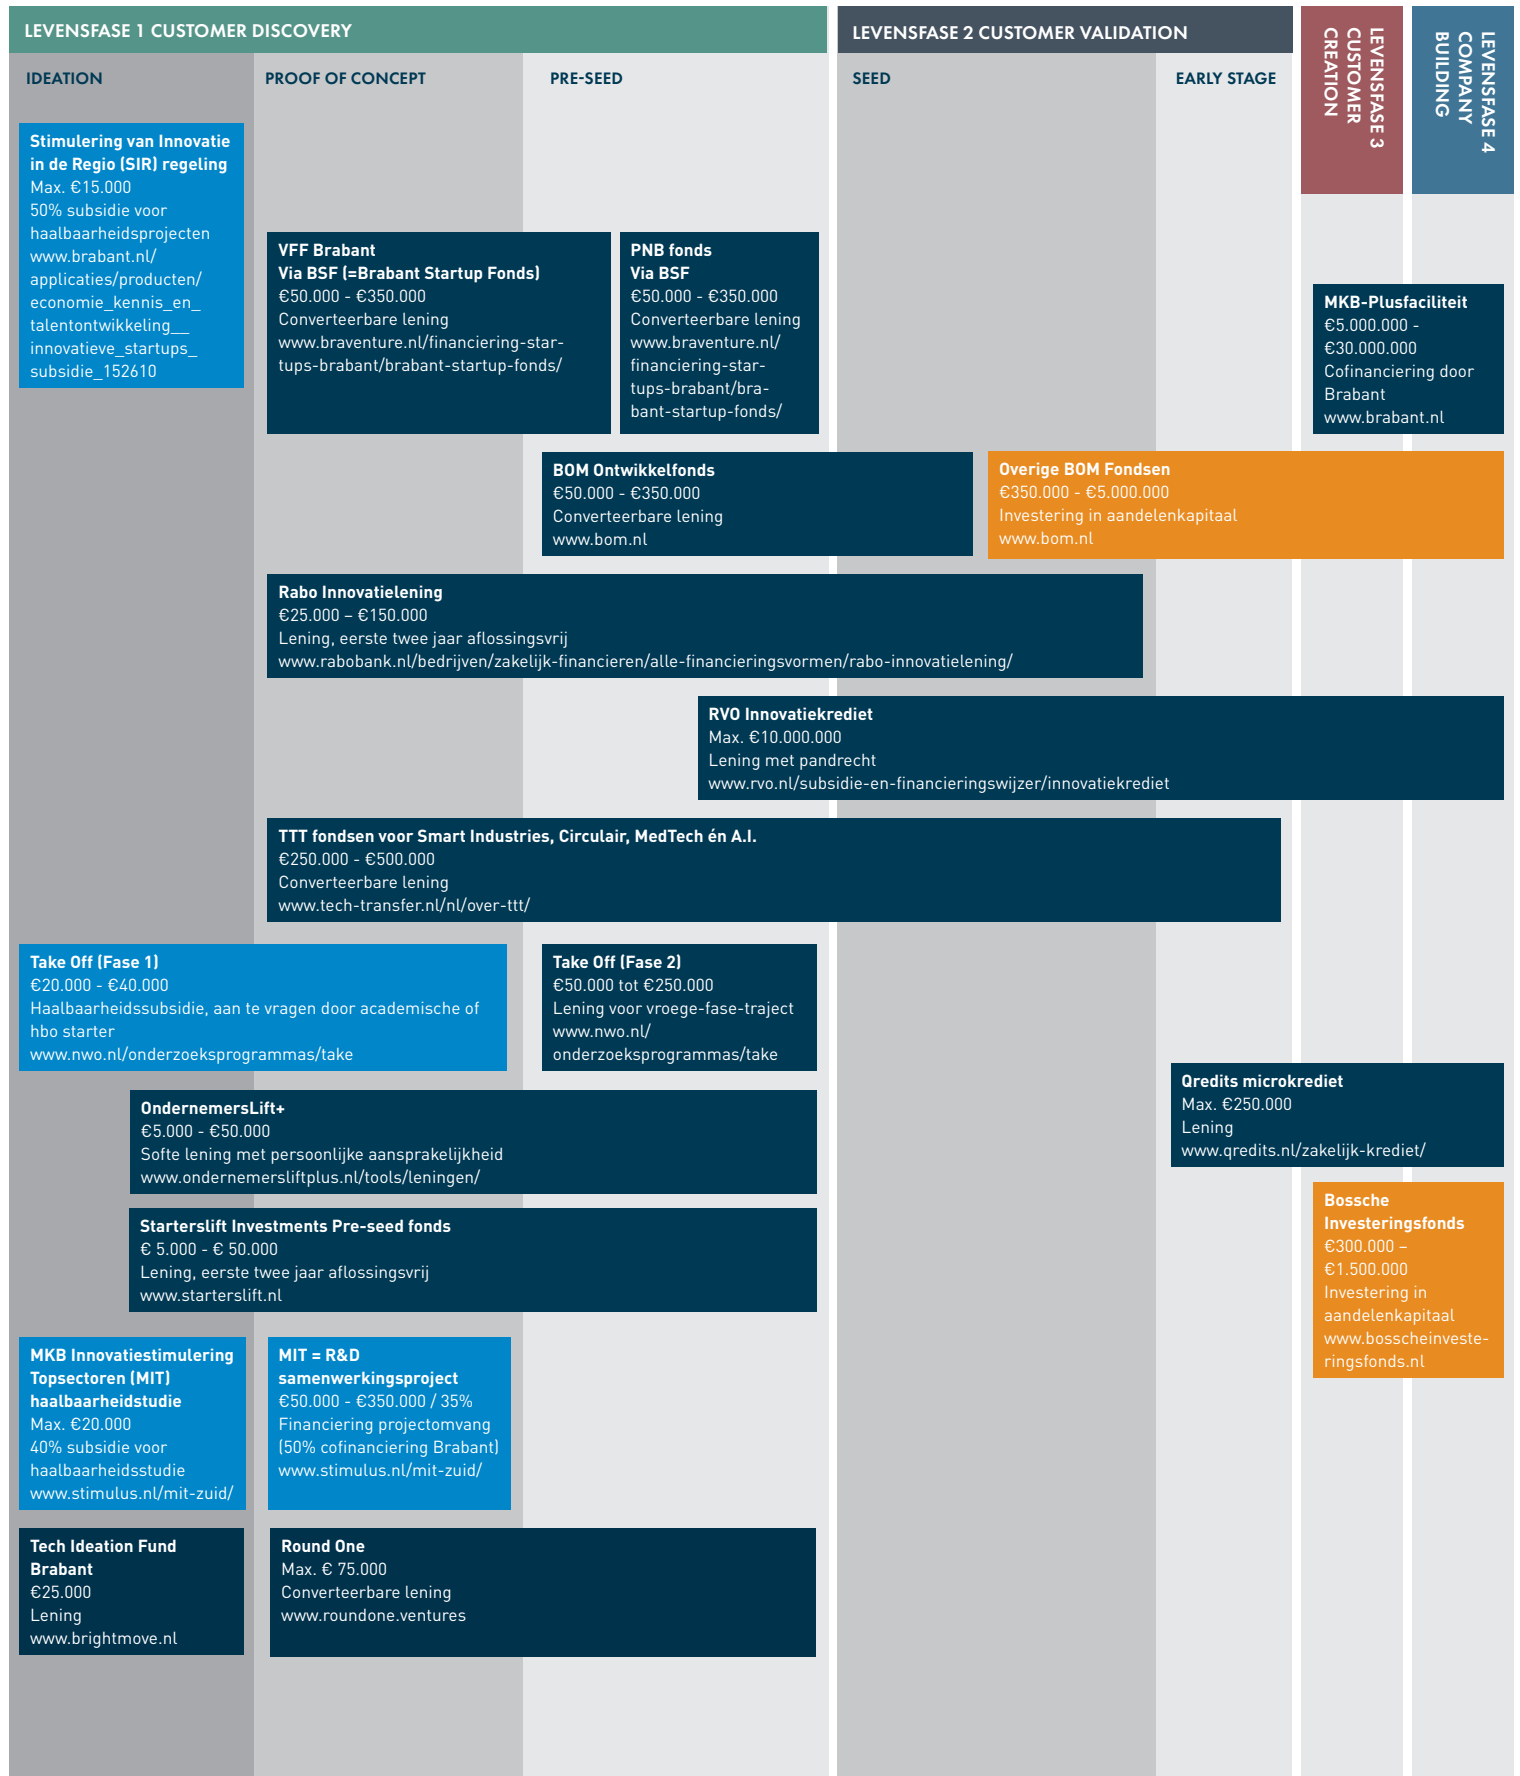 LEVENSFASE 1 CUSTOMER DISCOVERY
LEVENSFASE 2 CUSTOMER VALIDATION
LEVENSFASE 3
CUSTOMER
CREATION
LEVENSFASE 4
COMPANY
BUILDING
IDEATION
PROOF OF CONCEPT
PRE-SEED
SEED
EARLY STAGE
Stimulering van Innovatie
in de Regio (SIR) regeling
Max. €15.000
50% subsidie voor
haalbaarheidsprojecten
www.brabant.nl/
applicaties/producten/
economie_kennis_en_
talentontwikkeling__
innovatieve_startups_
subsidie_152610
VFF Brabant
Via BSF (=Brabant Startup Fonds)
€50.000 - €350.000
Converteerbare lening
www.braventure.nl/financiering-star-
tups-brabant/brabant-startup-fonds/
PNB fonds
Via BSF
€50.000 - €350.000
Converteerbare lening
www.braventure.nl/
financiering-star-
tups-brabant/bra-
bant-startup-fonds/
MKB-Plusfaciliteit
€5.000.000 -
€30.000.000
Cofinanciering door
Brabant
www.brabant.nl
BOM Ontwikkelfonds
€50.000 - €350.000
Converteerbare lening
www.bom.nl
Overige BOM Fondsen
€350.000 - €5.000.000
Investering in aandelenkapitaal
www.bom.nl
Rabo Innovatielening
€25.000 – €150.000
Lening, eerste twee jaar aflossingsvrij
www.rabobank.nl/bedrijven/zakelijk-financieren/alle-financieringsvormen/rabo-innovatielening/
RVO Innovatiekrediet
Max. €10.000.000
Lening met pandrecht
www.rvo.nl/subsidie-en-financieringswijzer/innovatiekrediet
TTT fondsen voor Smart Industries, Circulair, MedTech én A.I.
€250.000 - €500.000
Converteerbare lening
www.tech-transfer.nl/nl/over-ttt/
Take Off (Fase 1)
€20.000 - €40.000
Haalbaarheidssubsidie, aan te vragen door academische of
hbo starter
www.nwo.nl/onderzoeksprogrammas/take
Take Off (Fase 2)
€50.000 tot €250.000
Lening voor vroege-fase-traject
www.nwo.nl/
onderzoeksprogrammas/take
OndernemersLift+
€5.000 - €50.000
Softe lening met persoonlijke aansprakelijkheid
www.ondernemersliftplus.nl/tools/leningen/
Qredits microkrediet
Max. €250.000
Lening
www.qredits.nl/zakelijk-krediet/
Starterslift Investments Pre-seed fonds
€ 5.000 - € 50.000
Lening, eerste twee jaar aflossingsvrij
www.starterslift.nl
Bossche
Investeringsfonds
€300.000 –
€1.500.000
Investering in
aandelenkapitaal
www.bosscheinveste-
ringsfonds.nl
MKB Innovatiestimulering
Topsectoren (MIT)
haalbaarheidstudie
Max. €20.000
40% subsidie voor
haalbaarheidsstudie
www.stimulus.nl/mit-zuid/
MIT = R&D
samenwerkingsproject
€50.000 - €350.000 / 35%
Financiering projectomvang
(50% cofinanciering Brabant)
www.stimulus.nl/mit-zuid/
Tech Ideation Fund
Brabant
€25.000
Lening
www.brightmove.nl
Round One
Max. € 75.000
Converteerbare lening
www.roundone.ventures